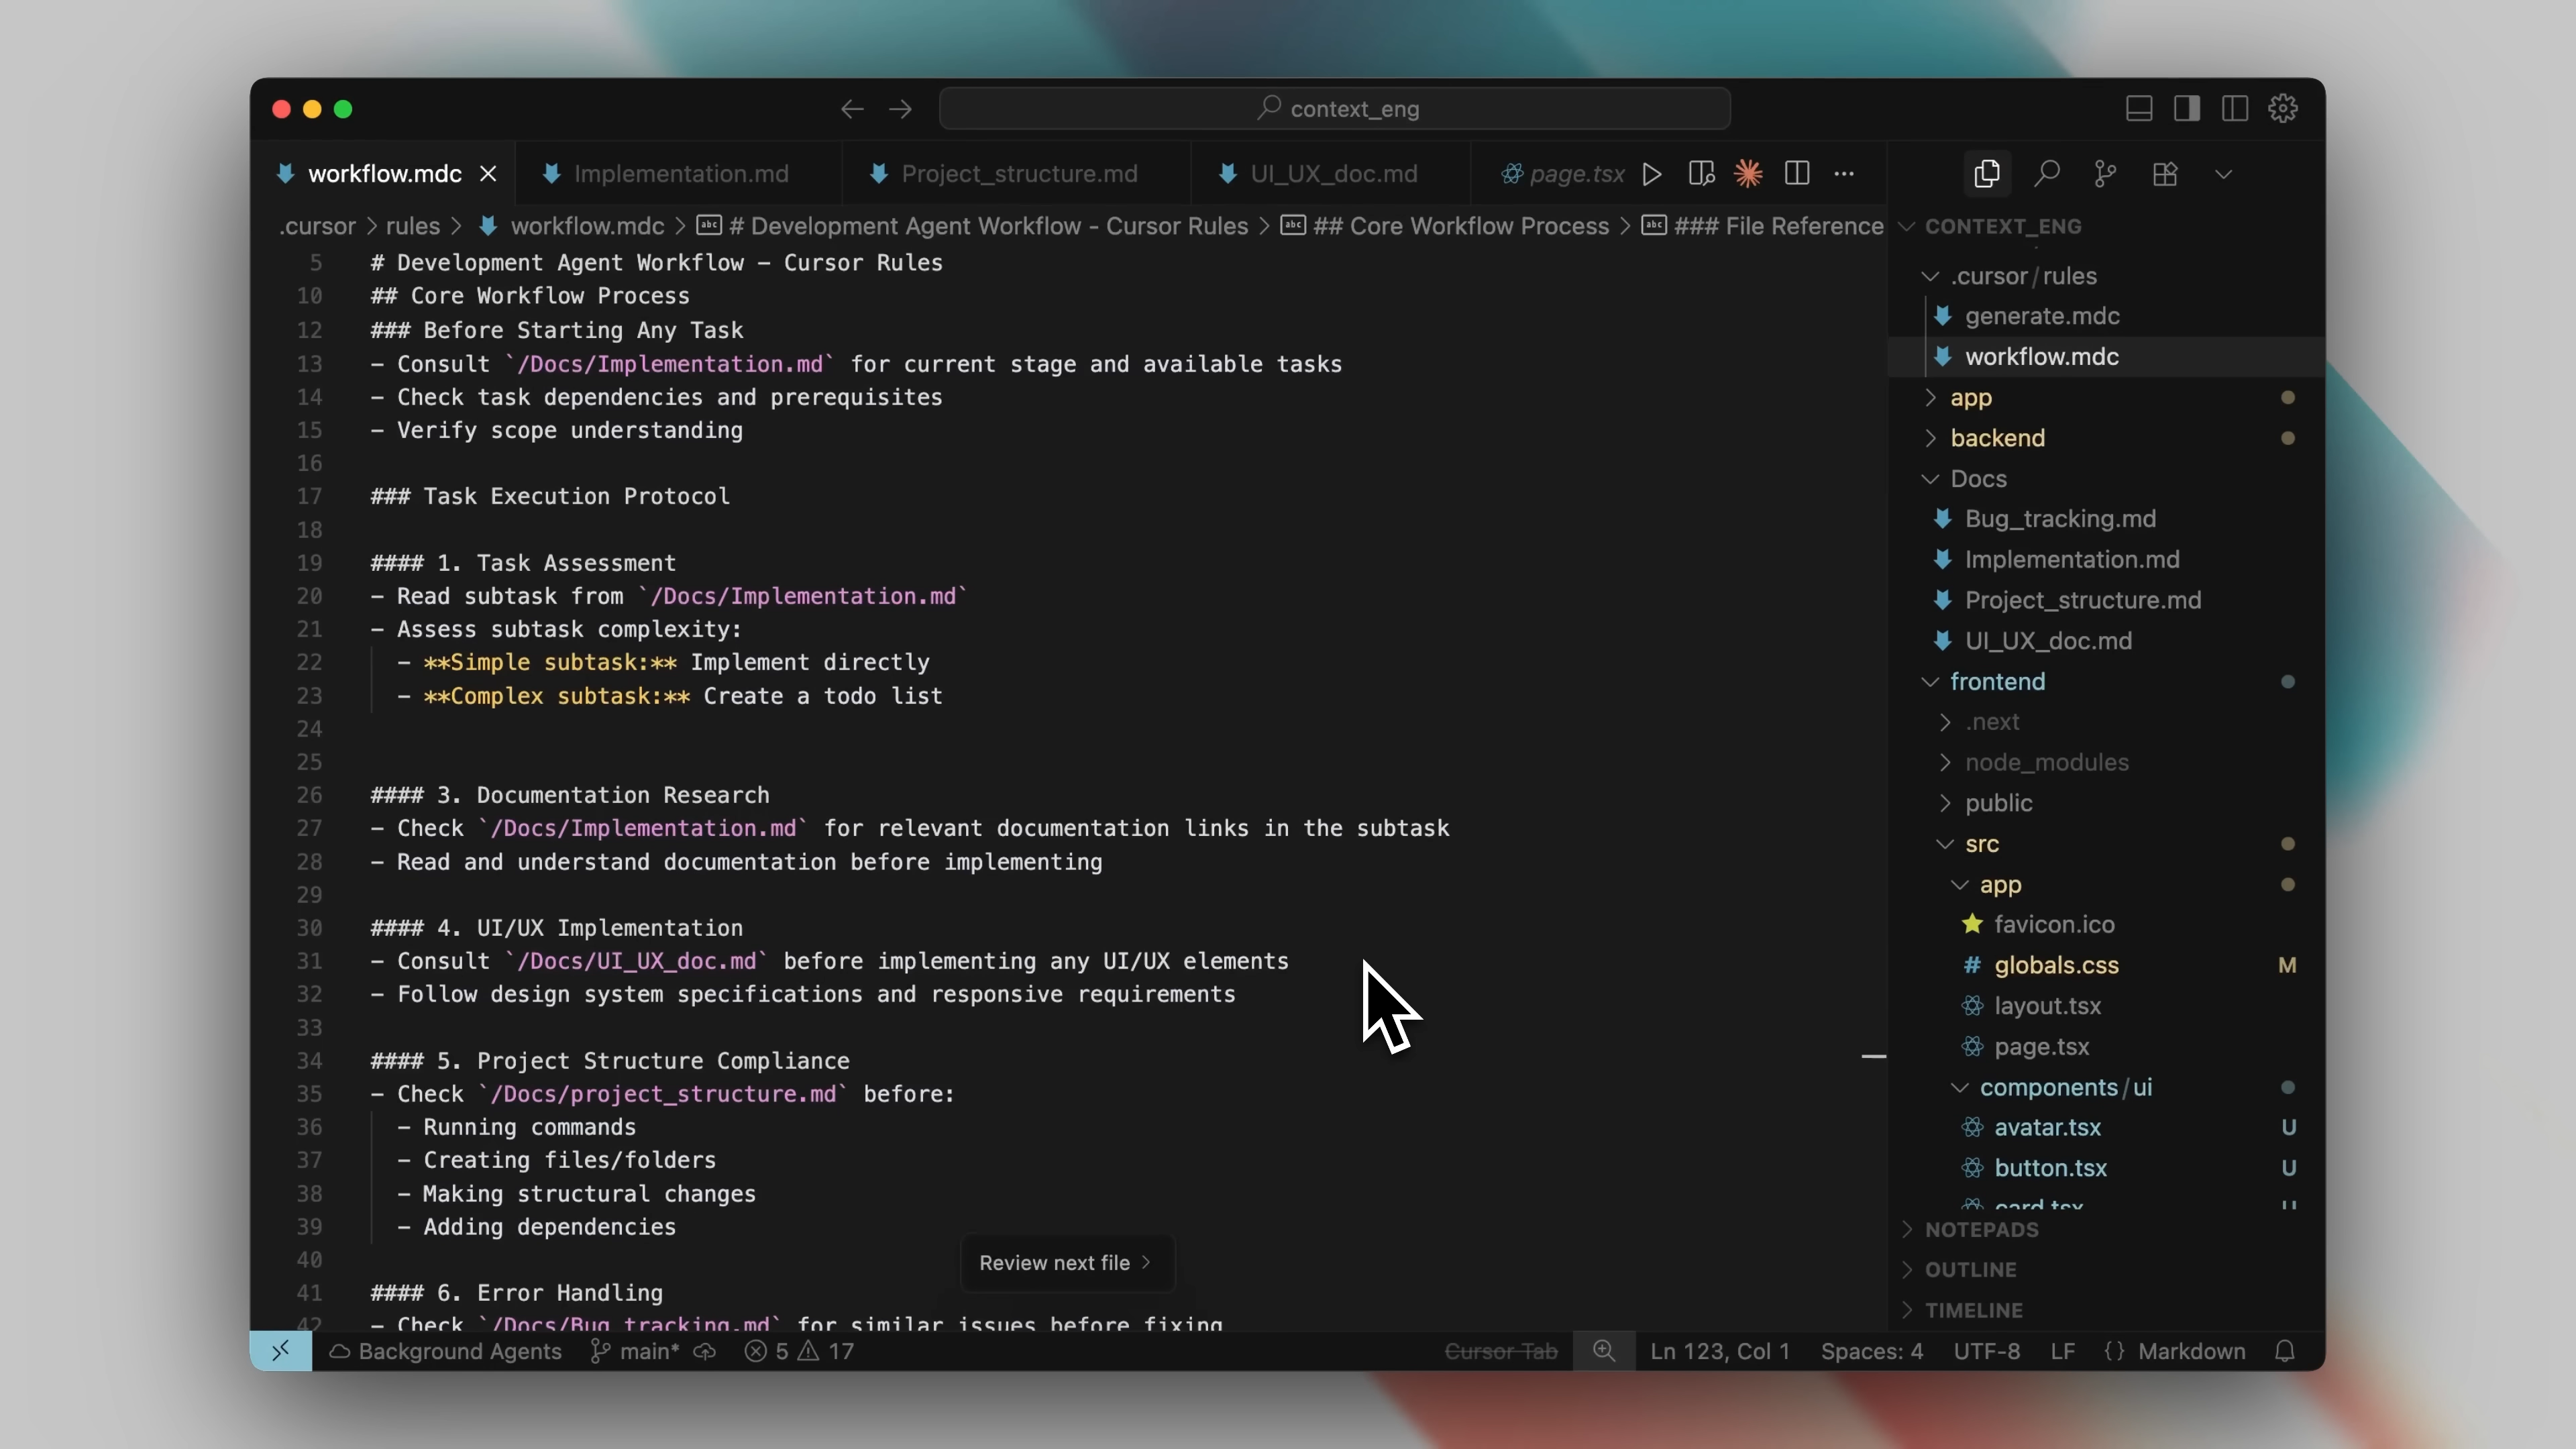 context_eng
workflow.mdc
Implementation.md
Project_structure.md
UI_UX_doc.md
page.tsx
.cursor > rules > workflow.mdc > # Development Agent Workflow - Cursor Rules > ## Core Workflow Process > ### File Reference
5 # Development Agent Workflow - Cursor Rules
10 ## Core Workflow Process
12 ### Before Starting Any Task
13 - Consult `/Docs/Implementation.md` for current stage and available tasks
14 - Check task dependencies and prerequisites
15 - Verify scope understanding
16
17 ### Task Execution Protocol
18
19 #### 1. Task Assessment
20 - Read subtask from `/Docs/Implementation.md`
21 - Assess subtask complexity:
22 - **Simple subtask:** Implement directly
23 - **Complex subtask:** Create a todo list
24
25
26 #### 3. Documentation Research
27 - Check `/Docs/Implementation.md` for relevant documentation links in the subtask
28 - Read and understand documentation before implementing
29
30 #### 4. UI/UX Implementation
31 - Consult `/Docs/UI_UX_doc.md` before implementing any UI/UX elements
32 - Follow design system specifications and responsive requirements
33
34 #### 5. Project Structure Compliance
35 - Check `/Docs/project_structure.md` before:
36 - Running commands
37 - Creating files/folders
38 - Making structural changes
39 - Adding dependencies
40
41 #### 6. Error Handling
42 - Check `/Docs/Bug_tracking.md` for similar issues before fixing
Review next file >
CONTEXT_ENG
.cursor/rules
generate.mdc
workflow.mdc
app
backend
Docs
Bug_tracking.md
Implementation.md
Project_structure.md
UI_UX_doc.md
frontend
.next
node_modules
public
src
app
favicon.ico
globals.css M
layout.tsx
page.tsx
components/ui
avatar.tsx U
button.tsx U
card.tsx U
NOTEPADS
OUTLINE
TIMELINE
Background Agents
main*
5
17
Cursor Tab
Ln 123, Col 1
Spaces: 4
UTF-8
LF
{} Markdown